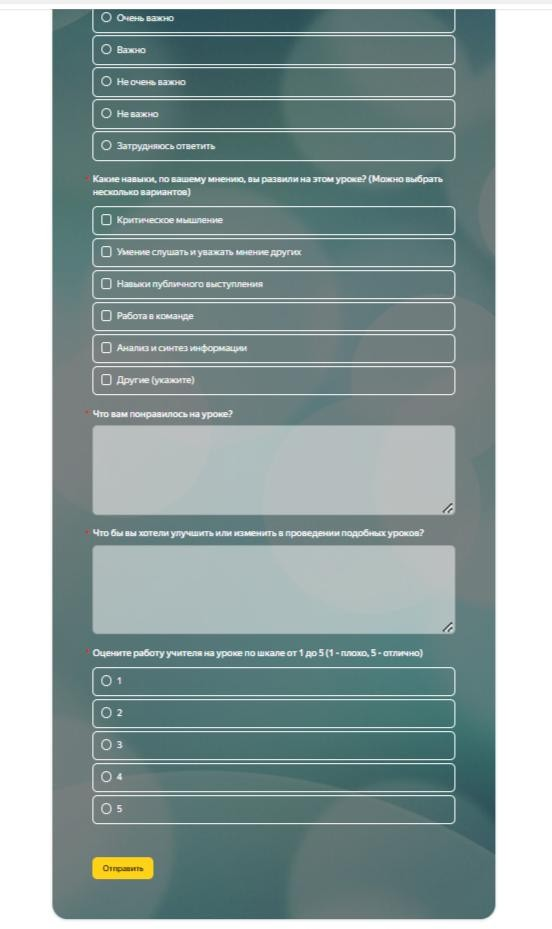 Очень важно
Важно
Не очень важно
Не важно
Затрудняюсь ответить
* Какие навыки, по вашему мнению, вы развили на этом уроке? (Можно выбрать
несколько вариантов)
Критическое мышление
Умение слушать и уважать мнение других
Навыки публичного выступления
Работа в команде
Анализ и синтез информации
Другие (укажите)
* Что вам понравилось на уроке?
* Что бы вы хотели улучшить или изменить в проведении подобных уроков?
* Оцените работу учителя на уроке по шкале от 1 до 5 (1 - плохо, 5 - отлично)
1
2
3
4
5
Отправить